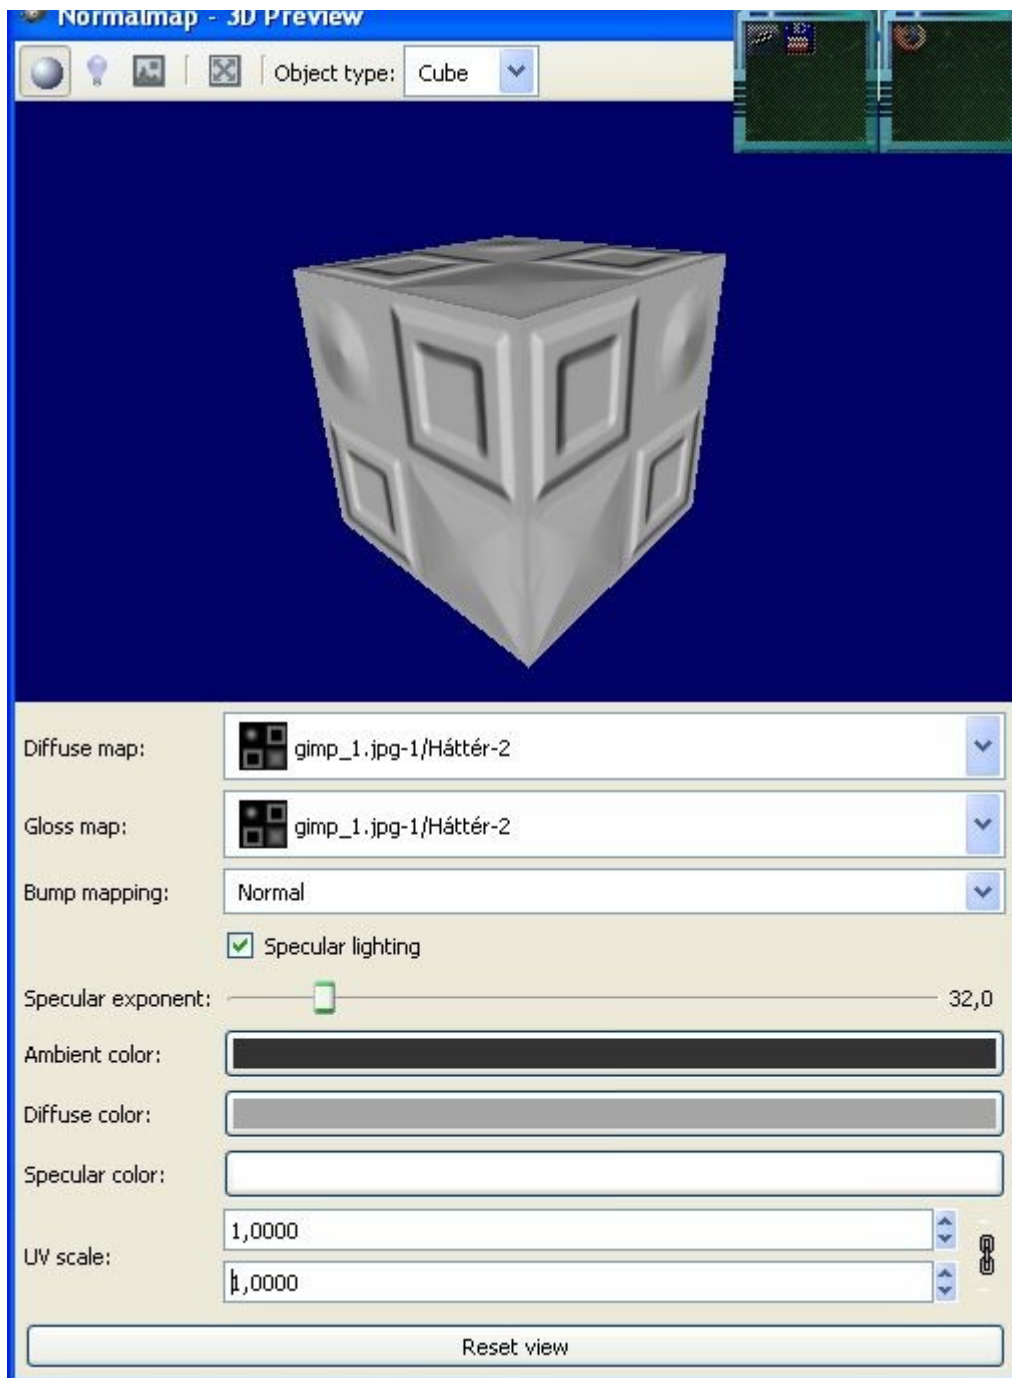 Normalmap - 3D Preview
Object type: Cube
Diffuse map: gimp_1.jpg-1/Háttér-2
Gloss map: gimp_1.jpg-1/Háttér-2
Bump mapping: Normal
Specular lighting
Specular exponent: 32,0
Ambient color:
Diffuse color:
Specular color:
1,0000
UV scale:
1,0000
Reset view